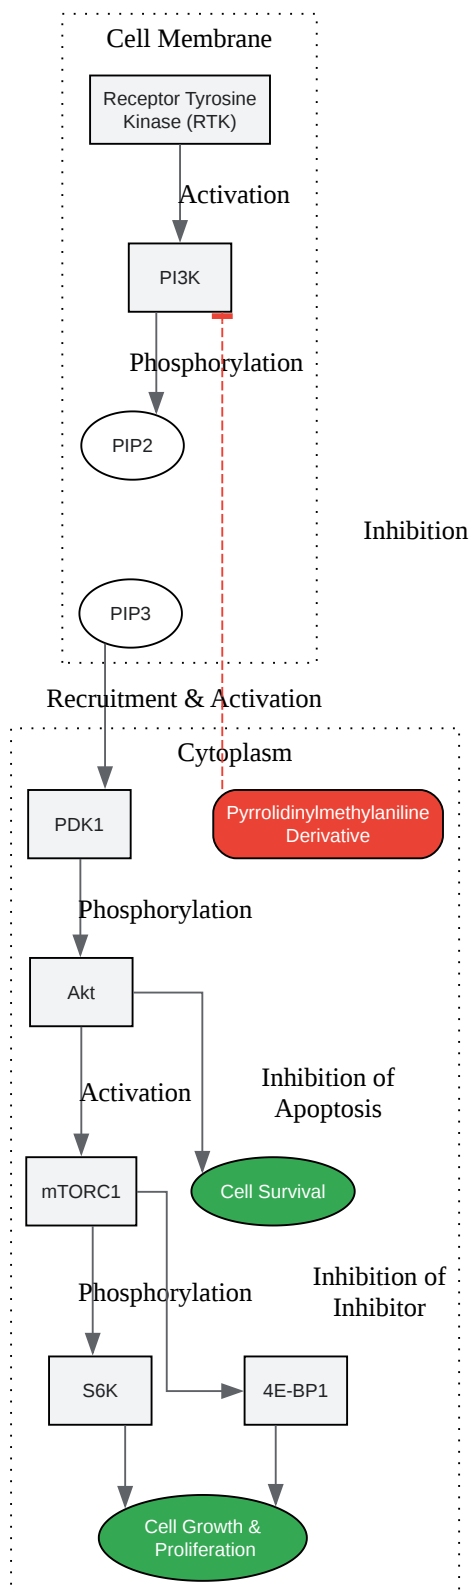 Cell Membrane
Receptor Tyrosine
Kinase (RTK)
Activation
PI3K
Phosphorylation
PIP2
Inhibition
PIP3
Recruitment & Activation
Cytoplasm
PDK1
Pyrrolidinylmethylaniline
Derivative
Phosphorylation
Akt
Inhibition of
Apoptosis
Activation
mTORC1
Cell Survival
Phosphorylation
Inhibition of
Inhibitor
S6K
4E-BP1
Cell Growth &
Proliferation